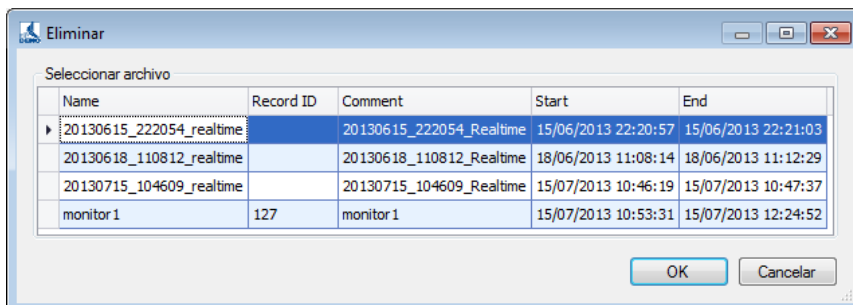 Eliminar
Seleccionar archivo
Name Record ID Comment Start End
20130615_222054_realtime 20130615_222054_Realtime 15/06/2013 22:20:57 15/06/2013 22:21:03
20130618_110812_realtime 20130618_110812_Realtime 18/06/2013 11:08:14 18/06/2013 11:12:29
20130715_104609_realtime 20130715_104609_Realtime 15/07/2013 10:46:19 15/07/2013 10:47:37
monitor1 127 monitor1 15/07/2013 10:53:31 15/07/2013 12:24:52
OK Cancelar